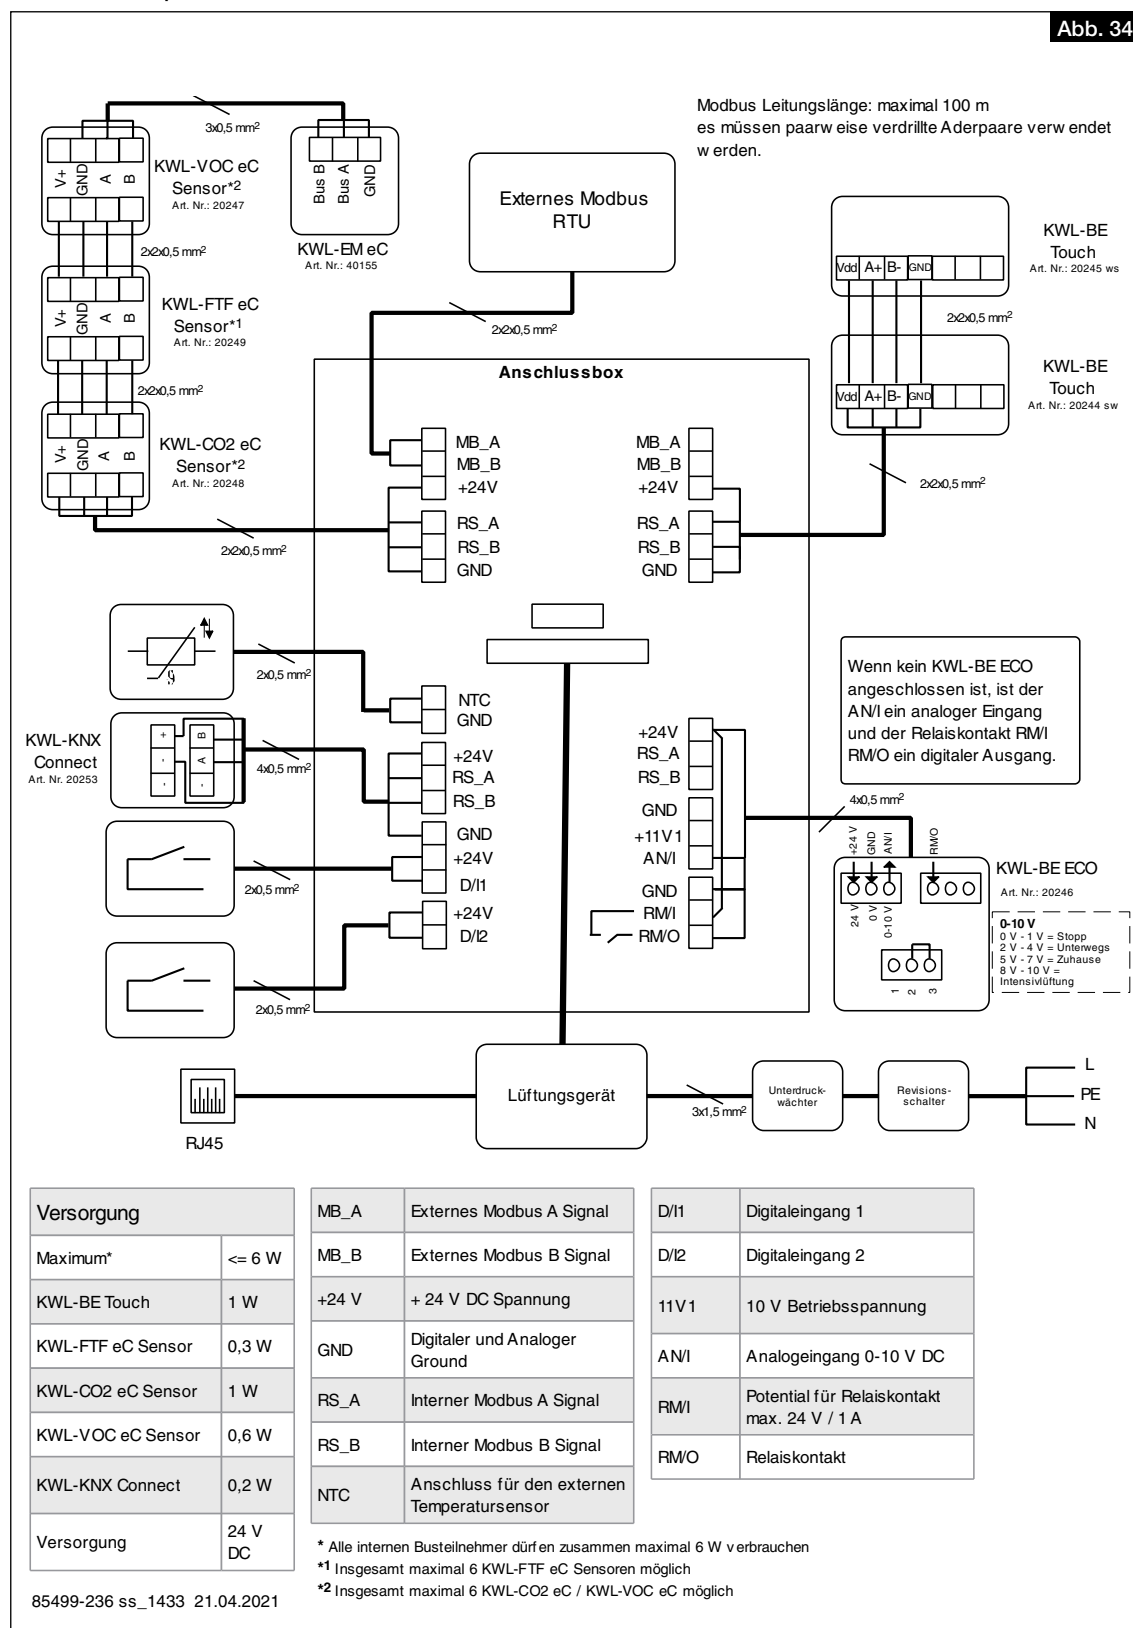 Abb. 34
3x0,5 mm²
V+
GND
A
B
KWL-VOC eC
Sensor*2
Art. Nr.: 20247
Bus B
Bus A
GND
KWL-EM eC
Art. Nr.: 40155
2x2x0,5 mm²
V+
GND
A
B
KWL-FTF eC
Sensor*1
Art. Nr.: 20249
2x2x0,5 mm²
V+
GND
A
B
KWL-CO2 eC
Sensor*2
Art. Nr.: 20248
2x2x0,5 mm²
Externes Modbus
RTU
2x2x0,5 mm²
Modbus Leitungslänge: maximal 100 m
es müssen paarweise verdrillte Aderpaare verwendet
werden.
Vdd
A+
B-
GND
KWL-BE
Touch
Art. Nr.: 20245 ws
2x2x0,5 mm²
Vdd
A+
B-
GND
KWL-BE
Touch
Art. Nr.: 20244 sw
2x2x0,5 mm²
Anschlussbox
MB_A
MB_B
+24V
RS_A
RS_B
GND
MB_A
MB_B
+24V
RS_A
RS_B
GND
ϑ
2x0,5 mm²
NTC
GND
KWL-KNX
Connect
Art. Nr. 20253
+
-
-
B
A
-
4x0,5 mm²
+24V
RS_A
RS_B
GND
+24V
D/I1
2x0,5 mm²
+24V
D/I2
2x0,5 mm²
+24V
RS_A
RS_B
GND
+11V1
AN/I
GND
RM/I
RM/O
Wenn kein KWL-BE ECO
angeschlossen ist, ist der
AN/I ein analoger Eingang
und der Relaiskontakt RM/I
RM/O ein digitaler Ausgang.
4x0,5 mm²
+24 V
GND
AN/I
RM/O
24 V
0 V
0-10 V
1
2
3
KWL-BE ECO
Art. Nr.: 20246
0-10 V
0 V - 1 V = Stopp
2 V - 4 V = Unterwegs
5 V - 7 V = Zuhause
8 V - 10 V =
Intensivlüftung
RJ45
Lüftungsgerät
3x1,5 mm²
Unterdruck-
wächter
Revisions-
schalter
L
PE
N
Versorgung
Maximum* <= 6 W
KWL-BE Touch 1 W
KWL-FTF eC Sensor 0,3 W
KWL-CO2 eC Sensor 1 W
KWL-VOC eC Sensor 0,6 W
KWL-KNX Connect 0,2 W
Versorgung 24 V
DC
MB_A Externes Modbus A Signal
MB_B Externes Modbus B Signal
+24 V + 24 V DC Spannung
GND Digitaler und Analoger
Ground
RS_A Interner Modbus A Signal
RS_B Interner Modbus B Signal
NTC Anschluss für den externen
Temperatursensor
D/I1 Digitaleingang 1
D/I2 Digitaleingang 2
11V1 10 V Betriebsspannung
AN/I Analogeingang 0-10 V DC
RM/I Potential für Relaiskontakt
max. 24 V / 1 A
RM/O Relaiskontakt
* Alle internen Busteilnehmer dürfen zusammen maximal 6 W verbrauchen
*1 Insgesamt maximal 6 KWL-FTF eC Sensoren möglich
*2 Insgesamt maximal 6 KWL-CO2 eC / KWL-VOC eC möglich
85499-236 ss_1433 21.04.2021